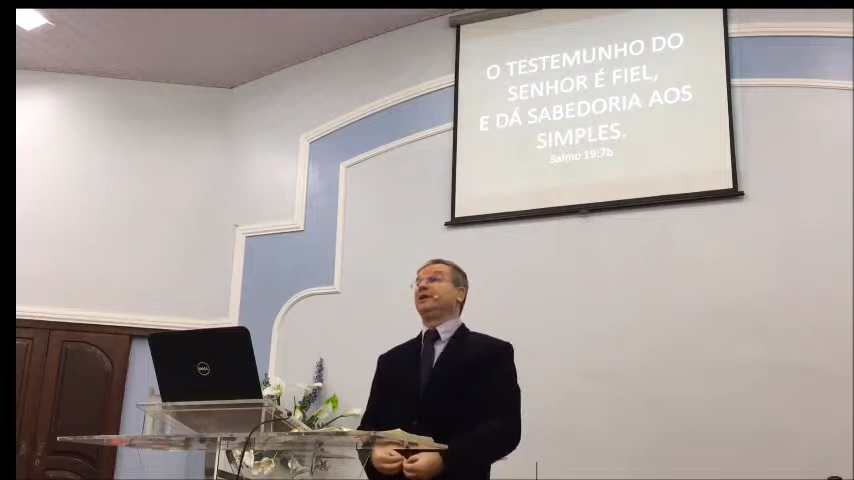 O TESTEMUNHO DO
SENHOR É FIEL,
E DÁ SABEDORIA AOS
SIMPLES.
Salmo 19:7b
DELL